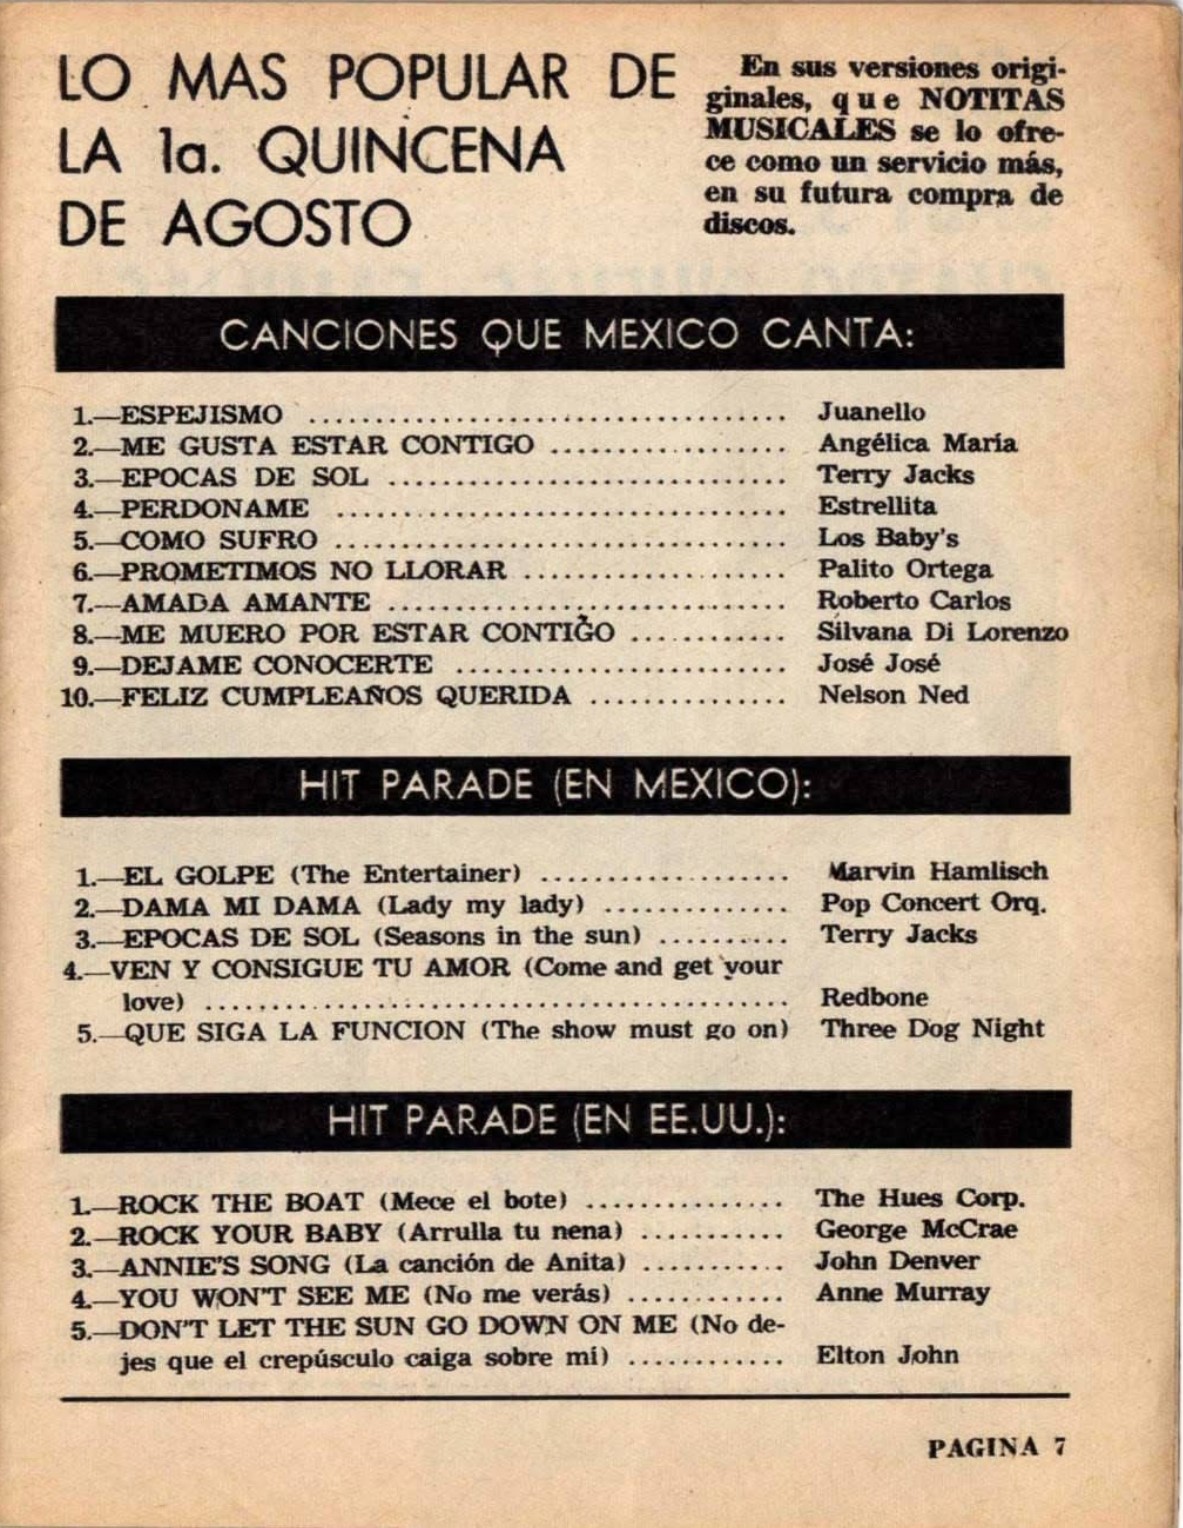 LO MAS POPULAR DE
LA 1a. QUINCENA
DE AGOSTO
En sus versiones origi-
ginales, que NOTITAS
MUSICALES se lo ofre-
ce como un servicio más,
en su futura compra de
discos.
CANCIONES QUE MEXICO CANTA:
1.—ESPEJISMO .................................... Juanello
2.—ME GUSTA ESTAR CONTIGO .................. Angélica María
3.—EPOCAS DE SOL .............................. Terry Jacks
4.—PERDONAME .................................. Estrellita
5.—COMO SUFRO .................................. Los Baby's
6.—PROMETIMOS NO LLORAR .................... Palito Ortega
7.—AMADA AMANTE .............................. Roberto Carlos
8.—ME MUERO POR ESTAR CONTIGO ............ Silvana Di Lorenzo
9.—DEJAME CONOCERTE ......................... José José
10.—FELIZ CUMPLEAÑOS QUERIDA ............... Nelson Ned
HIT PARADE (EN MEXICO):
1.—EL GOLPE (The Entertainer) ................... Marvin Hamlisch
2.—DAMA MI DAMA (Lady my lady) .............. Pop Concert Orq.
3.—EPOCAS DE SOL (Seasons in the sun) .......... Terry Jacks
4.—VEN Y CONSIGUE TU AMOR (Come and get your
love) ............................................ Redbone
5.—QUE SIGA LA FUNCION (The show must go on) Three Dog Night
HIT PARADE (EN EE.UU.):
1.—ROCK THE BOAT (Mece el bote) ............... The Hues Corp.
2.—ROCK YOUR BABY (Arrulla tu nena) ........... George McCrae
3.—ANNIE'S SONG (La canción de Anita) ........... John Denver
4.—YOU WON'T SEE ME (No me verás) ............ Anne Murray
5.—DON'T LET THE SUN GO DOWN ON ME (No de-
jes que el crepúsculo caiga sobre mí) ............ Elton John
PAGINA 7